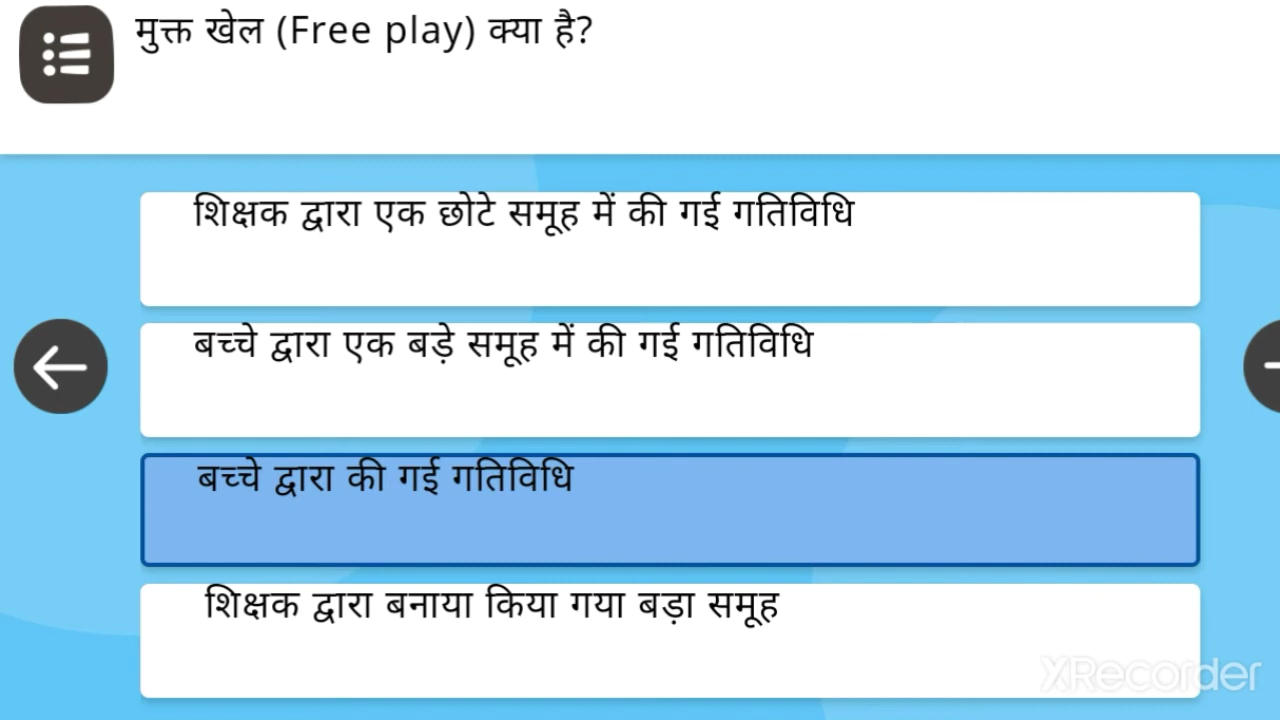 मुक्त खेल (Free play) क्या है?
शिक्षक द्वारा एक छोटे समूह में की गई गतिविधि
बच्चे द्वारा एक बड़े समूह में की गई गतिविधि
बच्चे द्वारा की गई गतिविधि
शिक्षक द्वारा बनाया किया गया बड़ा समूह
XRecorder